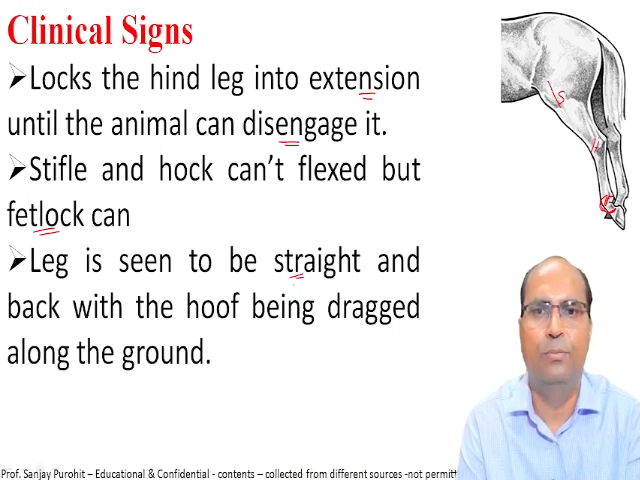 Clinical Signs
➢Locks the hind leg into extension
until the animal can disengage it.
➢Stifle and hock can't flexed but
fetlock can
➢Leg is seen to be straight and
back with the hoof being dragged
along the ground.
S
H
Prof. Sanjay Purohit – Educational & Confidential - contents – collected from different sources -not permitt